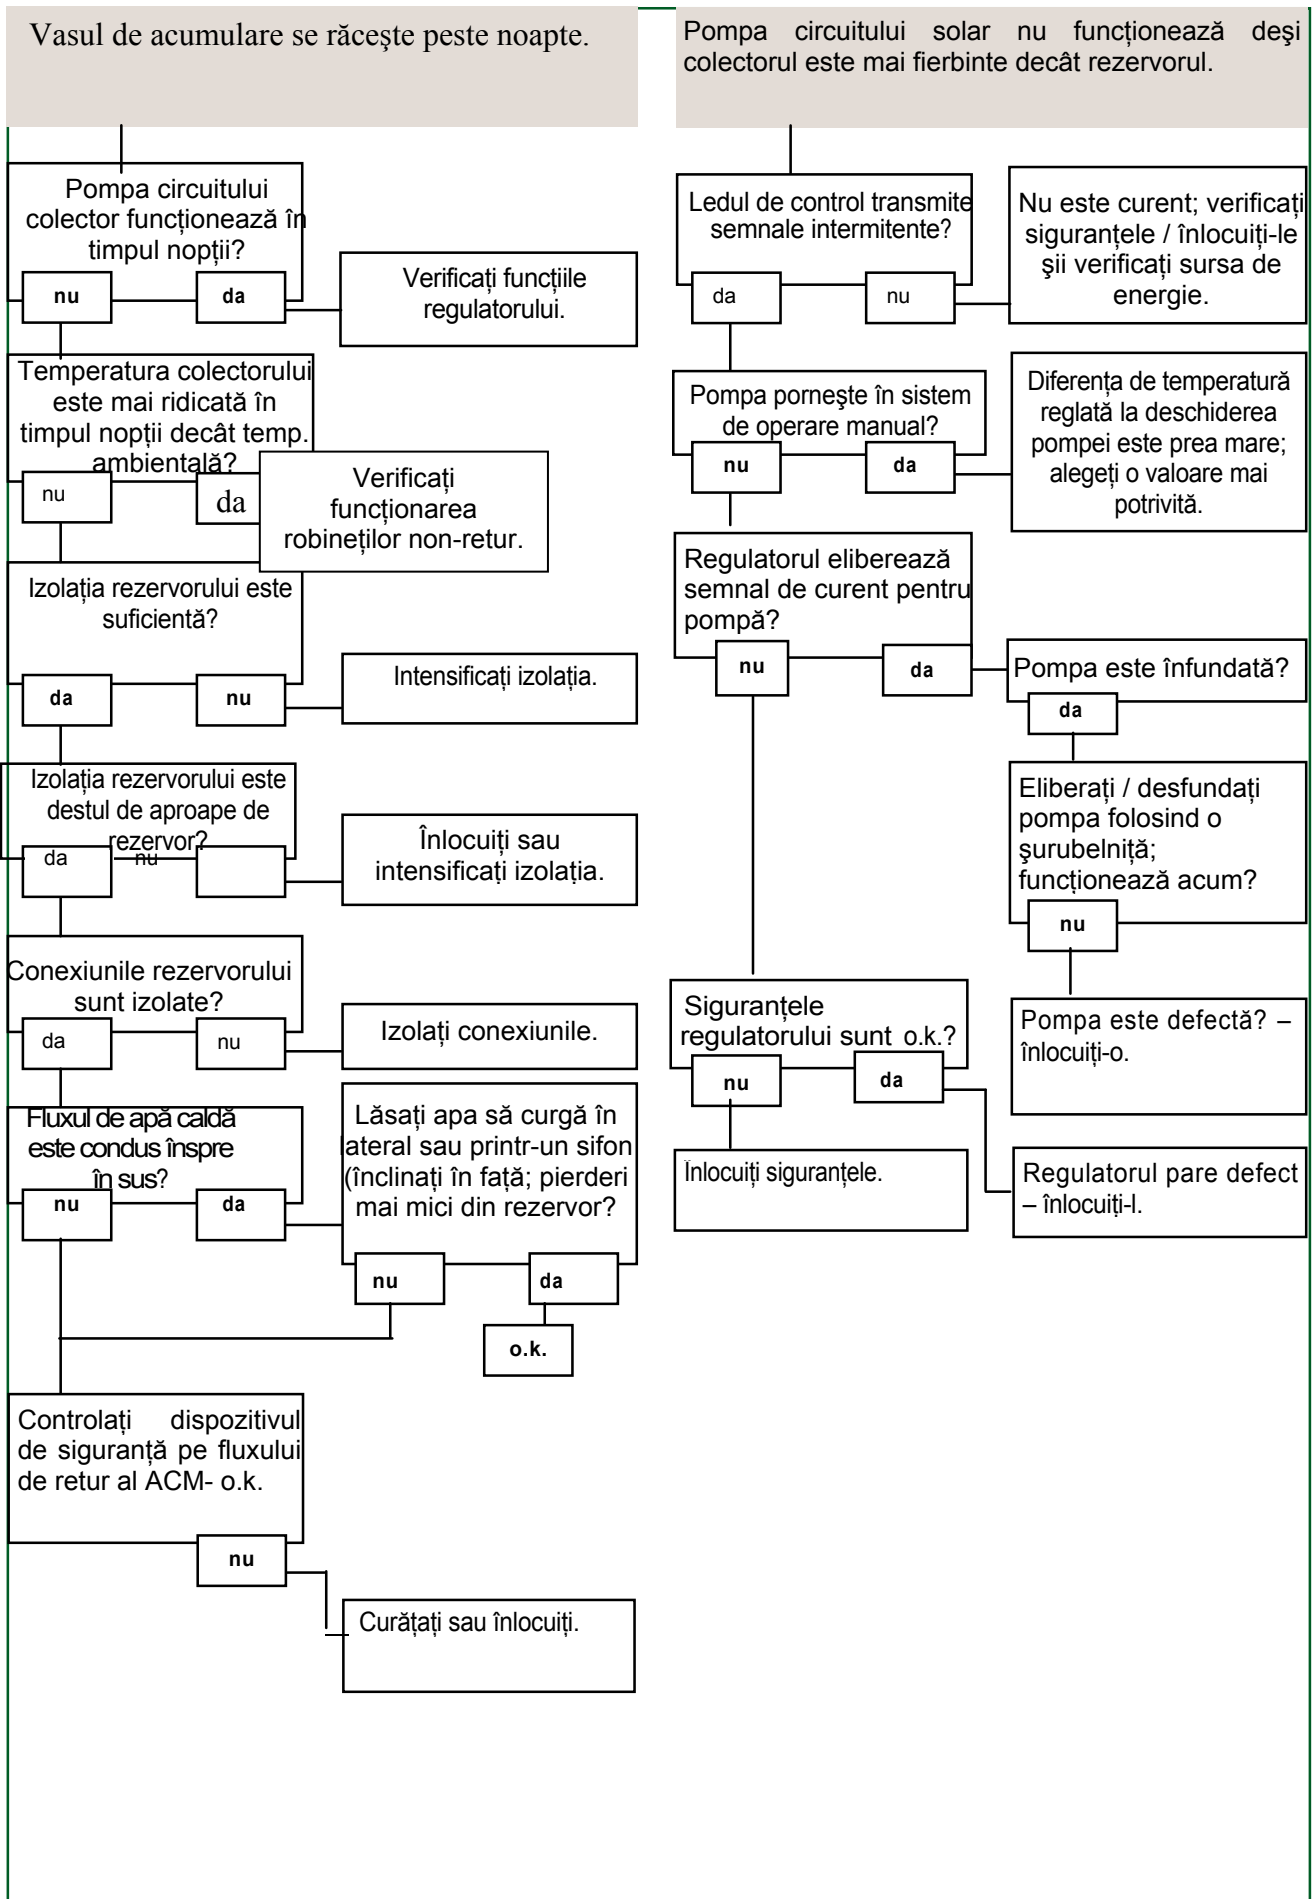 Vasul de acumulare se răceşte peste noapte.
Pompa circuitului
colector funcționează în
timpul nopții?
nu
da
Verificați funcțiile
regulatorului.
Temperatura colectorului
este mai ridicată în
timpul nopții decât temp.
ambientală?
nu
da
Verificați
funcționarea
robineților non-retur.
Izolația rezervorului este
suficientă?
da
nu
Intensificați izolația.
Izolația rezervorului este
destul de aproape de
rezervor?
da
nu
Înlocuiți sau
intensificați izolația.
Conexiunile rezervorului
sunt izolate?
da
nu
Izolați conexiunile.
Fluxul de apă caldă
este condus înspre
în sus?
nu
da
Lăsați apa să curgă în
lateral sau printr-un sifon
(înclinați în față; pierderi
mai mici din rezervor?
nu
da
o.k.
Controlați dispozitivul
de siguranță pe fluxului
de retur al ACM- o.k.
nu
Curățați sau înlocuiți.
Pompa circuitului solar nu funcționează deşi
colectorul este mai fierbinte decât rezervorul.
Ledul de control transmite
semnale intermitente?
da
nu
Nu este curent; verificați
siguranțele / înlocuiți-le
şii verificați sursa de
energie.
Pompa porneşte în sistem
de operare manual?
nu
da
Diferența de temperatură
reglată la deschiderea
pompei este prea mare;
alegeți o valoare mai
potrivită.
Regulatorul eliberează
semnal de curent pentru
pompă?
nu
da
Pompa este înfundată?
da
Eliberați / desfundați
pompa folosind o
şurubelniță;
funcționează acum?
nu
Pompa este defectă? –
înlocuiți-o.
Siguranțele
regulatorului sunt o.k.?
nu
da
Înlocuiți siguranțele.
Regulatorul pare defect
– înlocuiți-l.